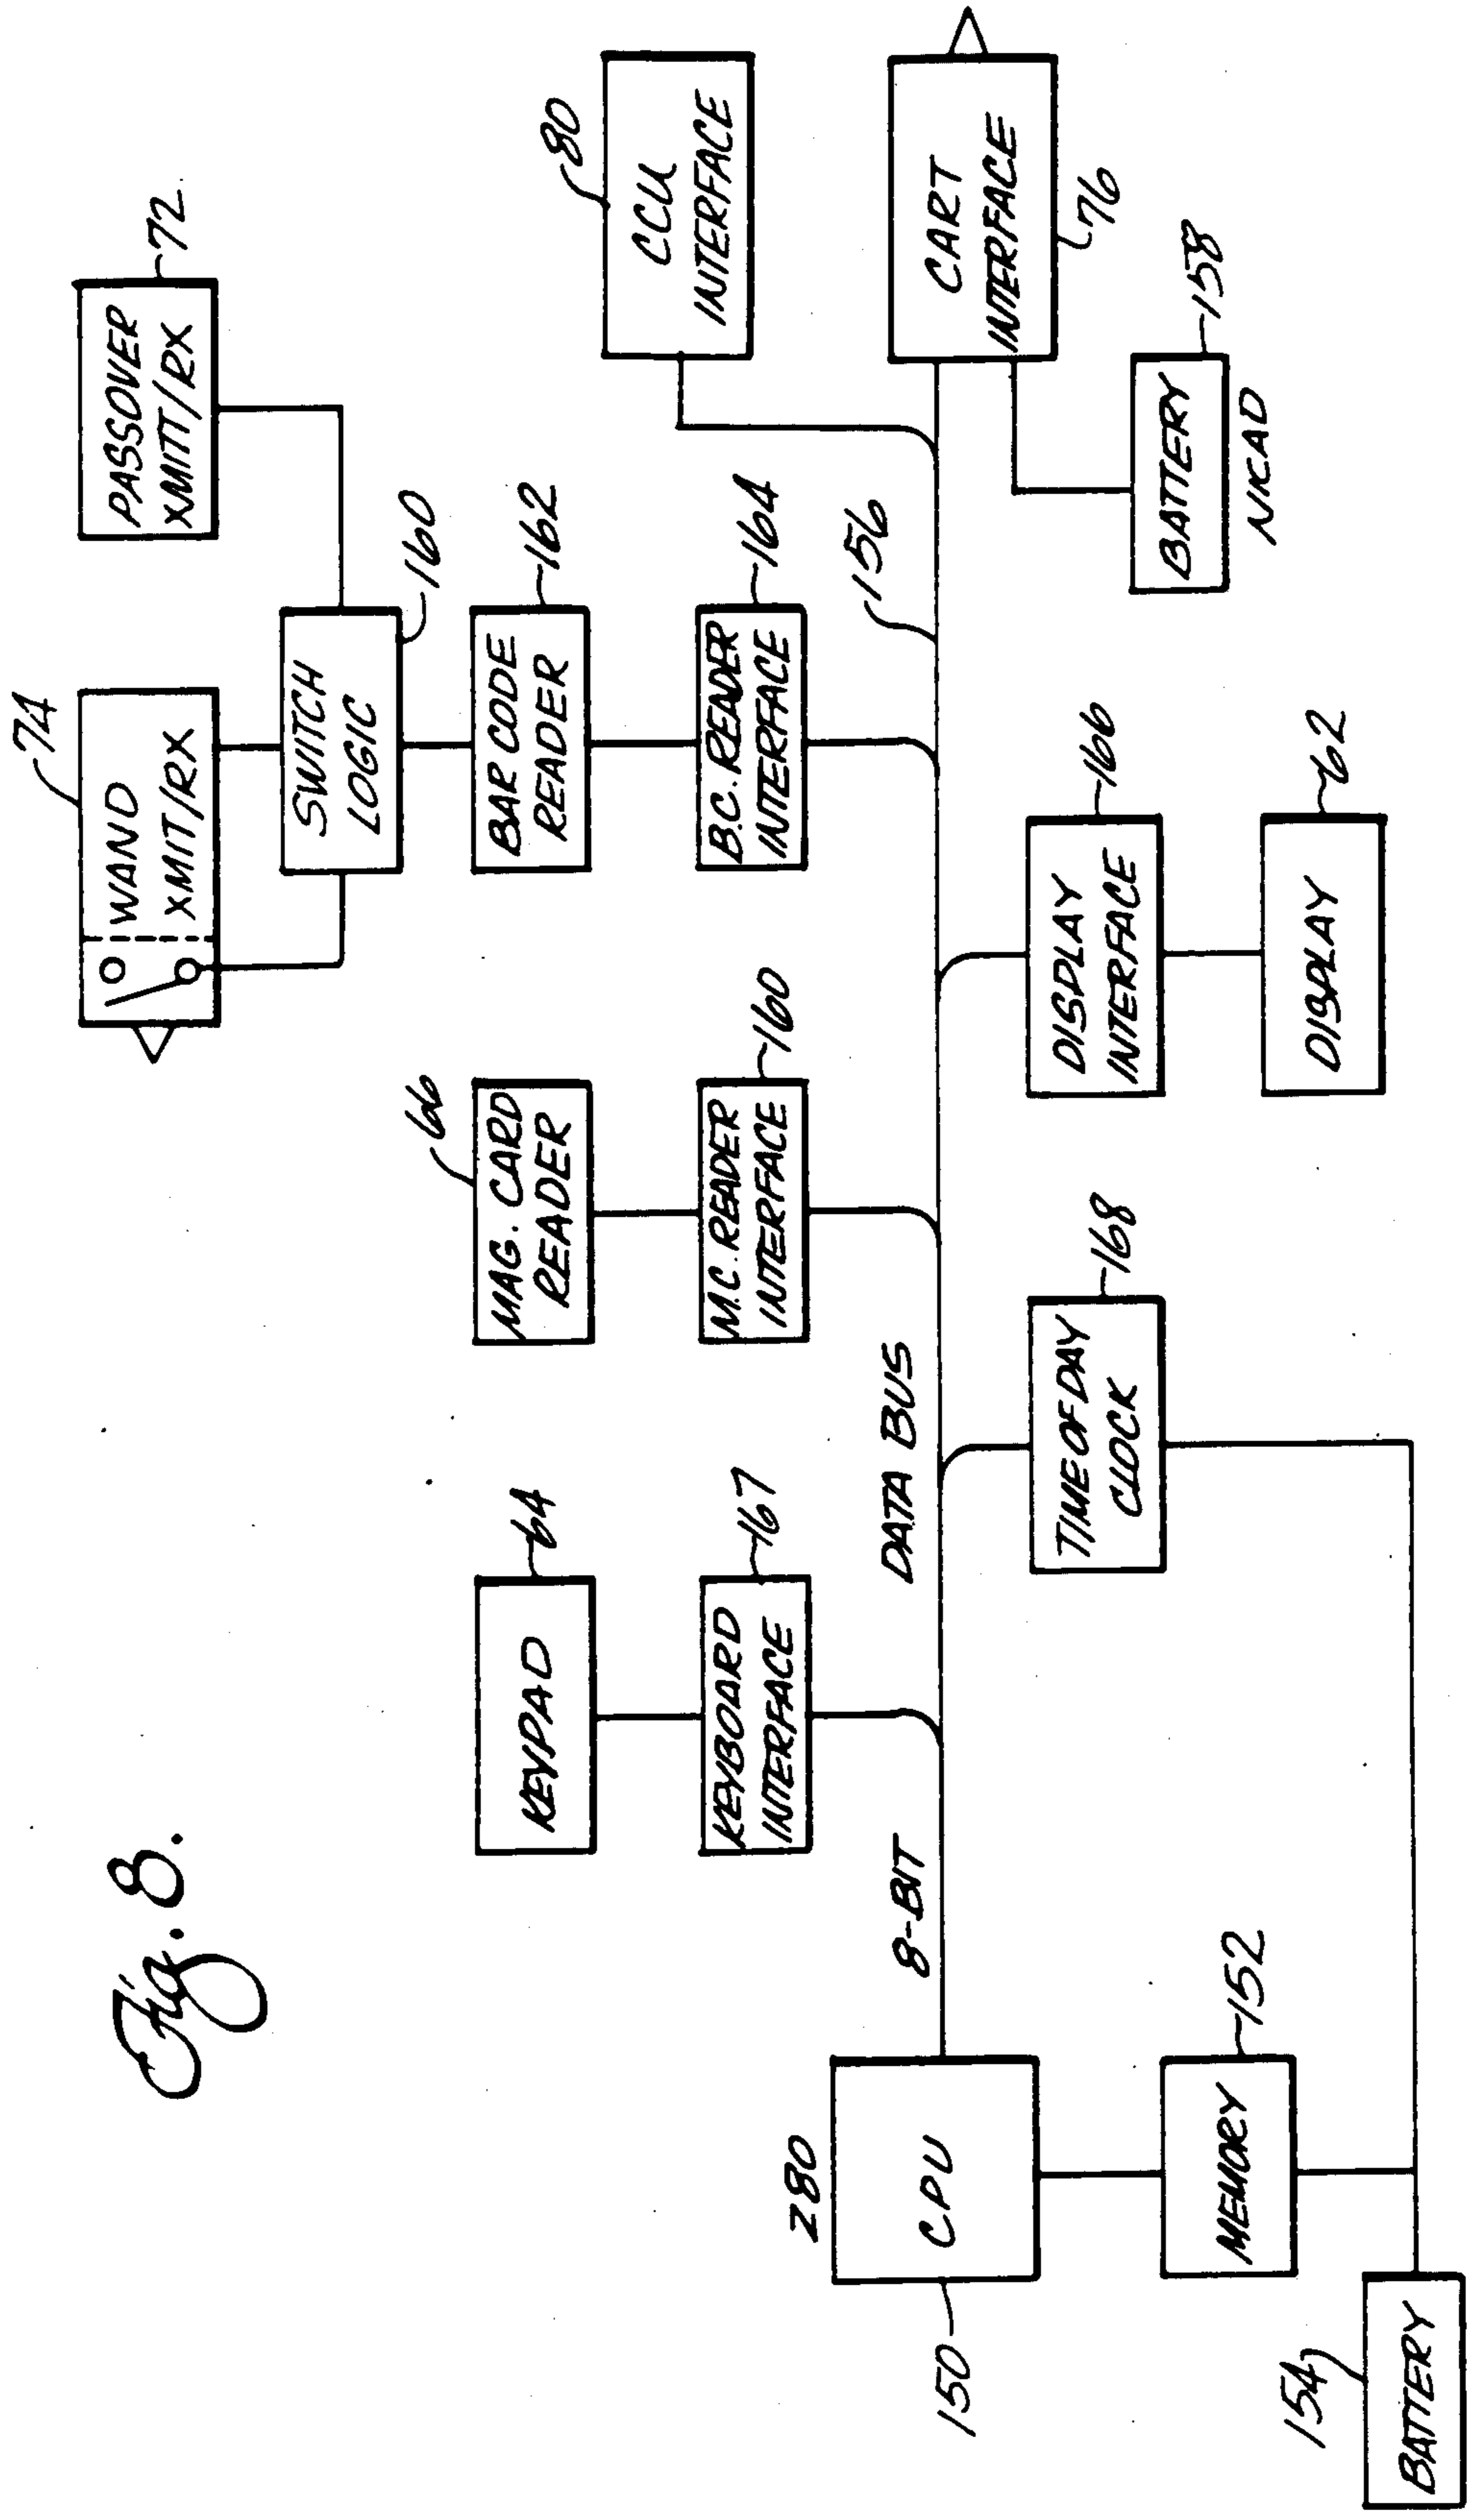 Fig. 8.
74
WAND
XMIT/RX
PASSOVER
XMIT/RX
72
SWITCH
LOGIC
160
66
MAG. CARD
READER
BAR CODE
READER
162
80
CCU
INTERFACE
KEYPAD
64
KEYBOARD
INTERFACE
167
M.C. READER
INTERFACE
160
B.C. READER
INTERFACE
164
Z80
CPU
150
8-BIT
DATA BUS
156
CART
INTERFACE
76
MEMORY
152
TIME OF DAY
CLOCK
168
DISPLAY
INTERFACE
166
BATTERY
158
NICAD
154
BATTERY
DISPLAY
162